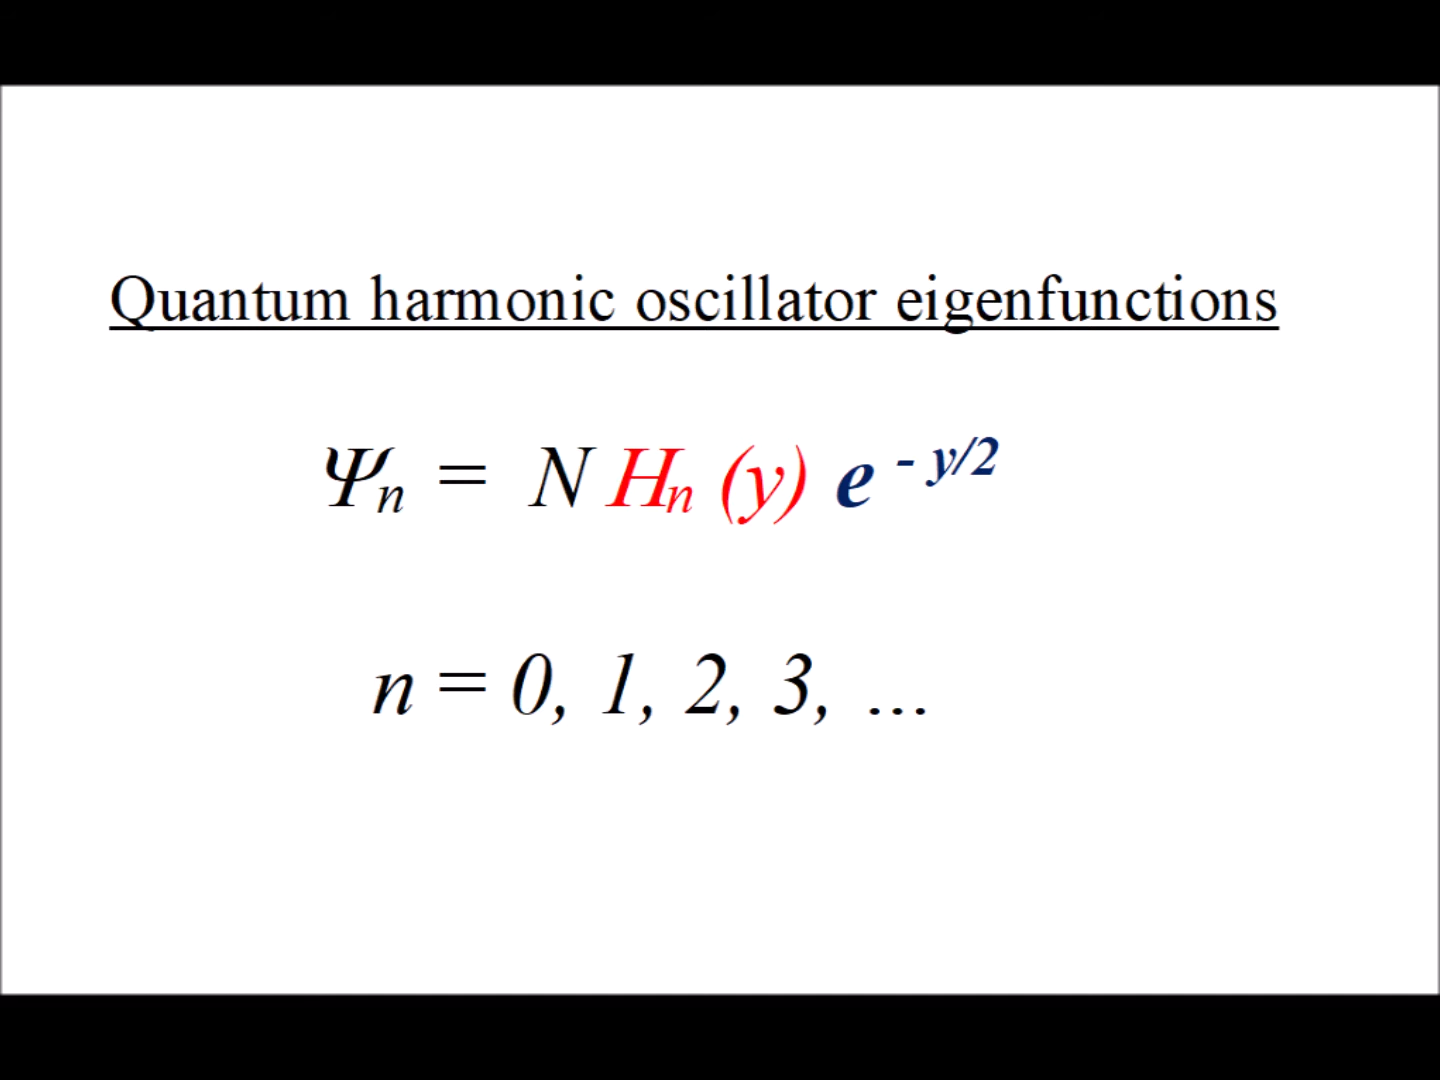 Quantum harmonic oscillator eigenfunctions
Ψn = N Hn (y) e - y/2
n = 0, 1, 2, 3, ...